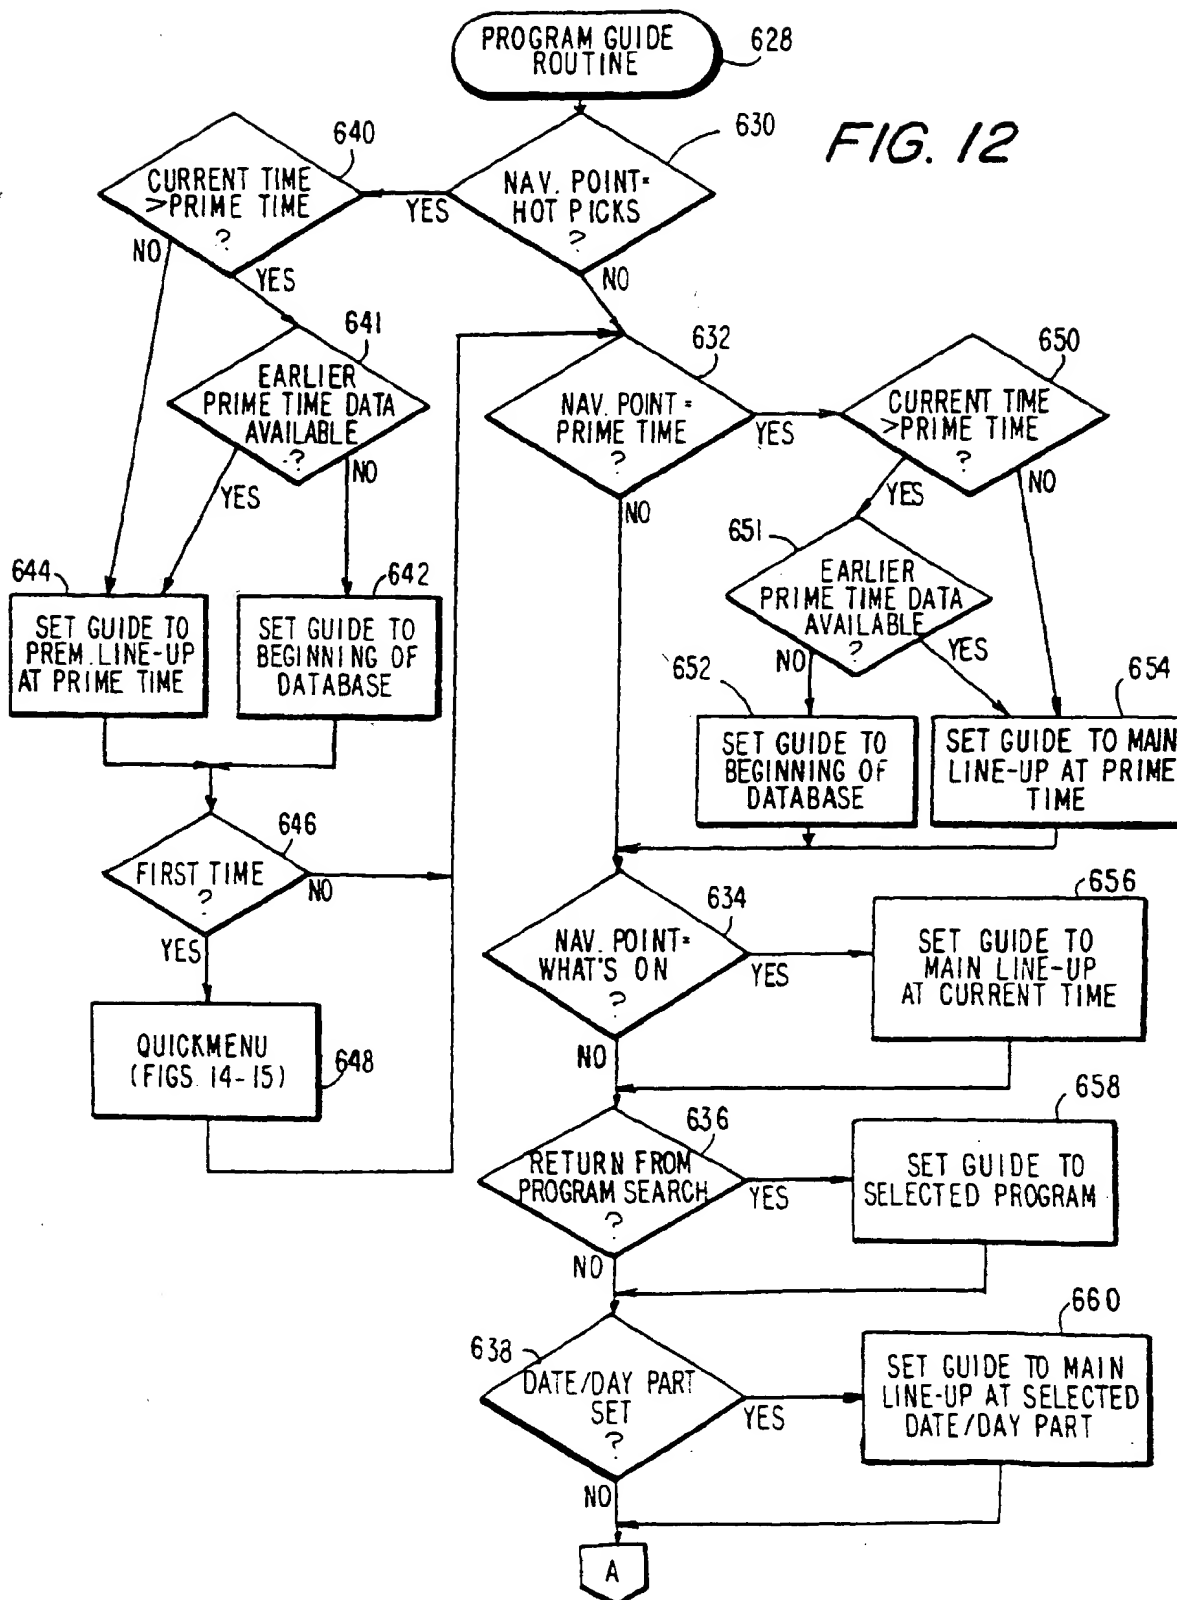 PROGRAM GUIDE
ROUTINE
628
FIG. 12
630
NAV. POINT=
HOT PICKS
?
YES
NO
640
CURRENT TIME
>PRIME TIME
?
NO
YES
641
EARLIER
PRIME TIME DATA
AVAILABLE
?
YES
NO
644
SET GUIDE TO
PREM. LINE-UP
AT PRIME TIME
642
SET GUIDE TO
BEGINNING OF
DATABASE
646
FIRST TIME
?
NO
YES
QUICKMENU
(FIGS. 14-15)
648
632
NAV. POINT=
PRIME TIME
?
YES
NO
650
CURRENT TIME
>PRIME TIME
?
YES
NO
651
EARLIER
PRIME TIME DATA
AVAILABLE
?
NO
YES
652
SET GUIDE TO
BEGINNING OF
DATABASE
654
SET GUIDE TO MAIN
LINE-UP AT PRIME
TIME
634
NAV. POINT=
WHAT'S ON
?
YES
NO
656
SET GUIDE TO
MAIN LINE-UP
AT CURRENT TIME
636
RETURN FROM
PROGRAM SEARCH
?
YES
NO
658
SET GUIDE TO
SELECTED PROGRAM
638
DATE/DAY PART
SET
?
YES
NO
660
SET GUIDE TO MAIN
LINE-UP AT SELECTED
DATE/DAY PART
A